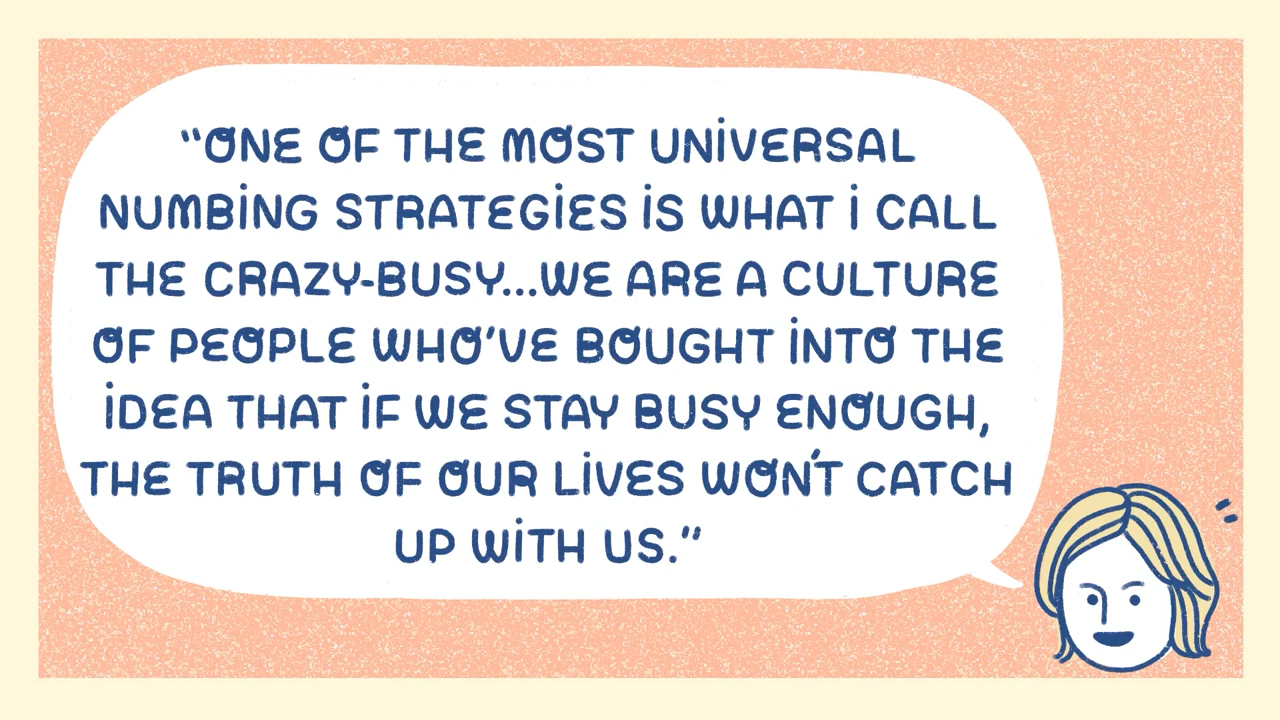 “ONE OF THE MOST UNIVERSAL
NUMBING STRATEGIES IS WHAT I CALL
THE CRAZY-BUSY...WE ARE A CULTURE
OF PEOPLE WHO’VE BOUGHT INTO THE
IDEA THAT IF WE STAY BUSY ENOUGH,
THE TRUTH OF OUR LIVES WON’T CATCH
UP WITH US.”